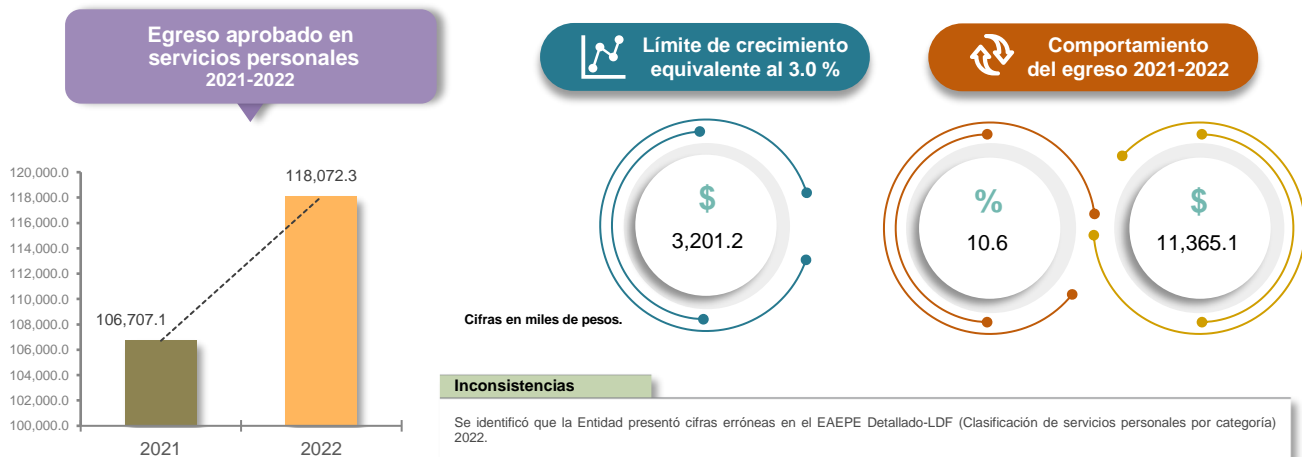 Egreso aprobado en
servicios personales
2021-2022
Límite de crecimiento
equivalente al 3.0 %
Comportamiento
del egreso 2021-2022
120,000.0
118,000.0
116,000.0
114,000.0
112,000.0
110,000.0
108,000.0
106,000.0
104,000.0
102,000.0
100,000.0
106,707.1
118,072.3
2021
2022
$
3,201.2
%
10.6
$
11,365.1
Cifras en miles de pesos.
Inconsistencias
Se identificó que la Entidad presentó cifras erróneas en el EAEPE Detallado-LDF (Clasificación de servicios personales por categoría)
2022.